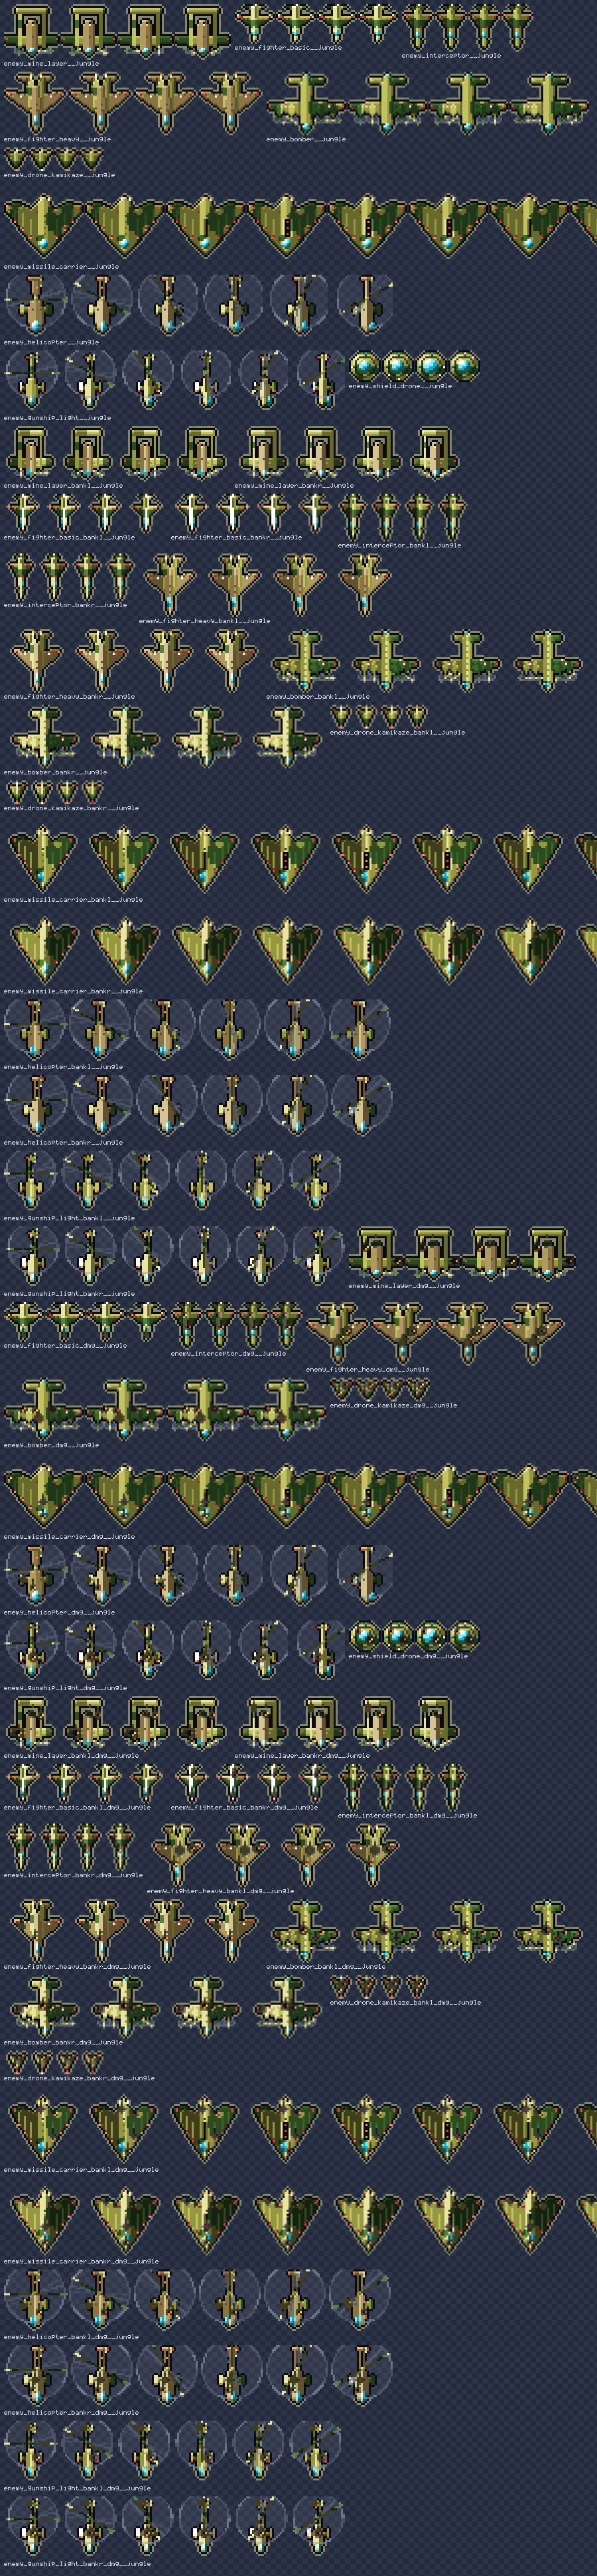 enemy_mine_layer__jungle
enemy_fighter_basic__jungle
enemy_interceptor__jungle
enemy_fighter_heavy__jungle
enemy_bomber__jungle
enemy_drone_kamikaze__jungle
enemy_missile_carrier__jungle
enemy_helicopter__jungle
enemy_gunship_light__jungle
enemy_shield_drone__jungle
enemy_mine_layer_bankl__jungle
enemy_mine_layer_bankr__jungle
enemy_fighter_basic_bankl__jungle
enemy_fighter_basic_bankr__jungle
enemy_interceptor_bankl__jungle
enemy_interceptor_bankr__jungle
enemy_fighter_heavy_bankl__jungle
enemy_fighter_heavy_bankr__jungle
enemy_bomber_bankl__jungle
enemy_bomber_bankr__jungle
enemy_drone_kamikaze_bankl__jungle
enemy_drone_kamikaze_bankr__jungle
enemy_missile_carrier_bankl__jungle
enemy_missile_carrier_bankr__jungle
enemy_helicopter_bankl__jungle
enemy_helicopter_bankr__jungle
enemy_gunship_light_bankl__jungle
enemy_gunship_light_bankr__jungle
enemy_mine_layer_dmg__jungle
enemy_fighter_basic_dmg__jungle
enemy_interceptor_dmg__jungle
enemy_fighter_heavy_dmg__jungle
enemy_bomber_dmg__jungle
enemy_drone_kamikaze_dmg__jungle
enemy_missile_carrier_dmg__jungle
enemy_helicopter_dmg__jungle
enemy_gunship_light_dmg__jungle
enemy_shield_drone_dmg__jungle
enemy_mine_layer_bankl_dmg__jungle
enemy_mine_layer_bankr_dmg__jungle
enemy_fighter_basic_bankl_dmg__jungle
enemy_fighter_basic_bankr_dmg__jungle
enemy_interceptor_bankl_dmg__jungle
enemy_interceptor_bankr_dmg__jungle
enemy_fighter_heavy_bankl_dmg__jungle
enemy_fighter_heavy_bankr_dmg__jungle
enemy_bomber_bankl_dmg__jungle
enemy_bomber_bankr_dmg__jungle
enemy_drone_kamikaze_bankl_dmg__jungle
enemy_drone_kamikaze_bankr_dmg__jungle
enemy_missile_carrier_bankl_dmg__jungle
enemy_missile_carrier_bankr_dmg__jungle
enemy_helicopter_bankl_dmg__jungle
enemy_helicopter_bankr_dmg__jungle
enemy_gunship_light_bankl_dmg__jungle
enemy_gunship_light_bankr_dmg__jungle